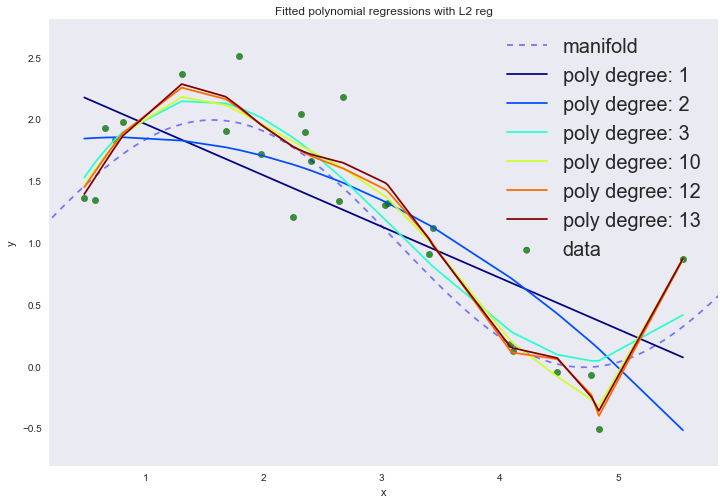 Fitted polynomial regressions with L2 reg
manifold
poly degree: 1
poly degree: 2
poly degree: 3
poly degree: 10
poly degree: 12
poly degree: 13
data
y
2.5
2.0
1.5
1.0
0.5
0.0
−0.5
1 2 3 4 5
x